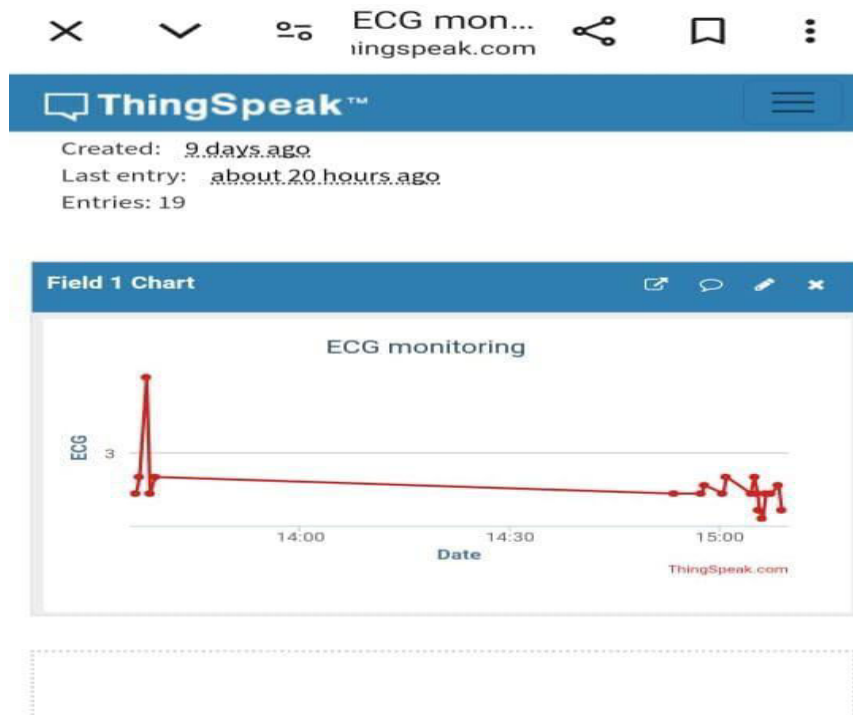 ECG mon...
ingspeak.com
ThingSpeak™
Created: 9 days ago
Last entry: about 20 hours ago
Entries: 19
Field 1 Chart
ECG monitoring
ECG
3
14:00 14:30 15:00
Date
ThingSpeak.com